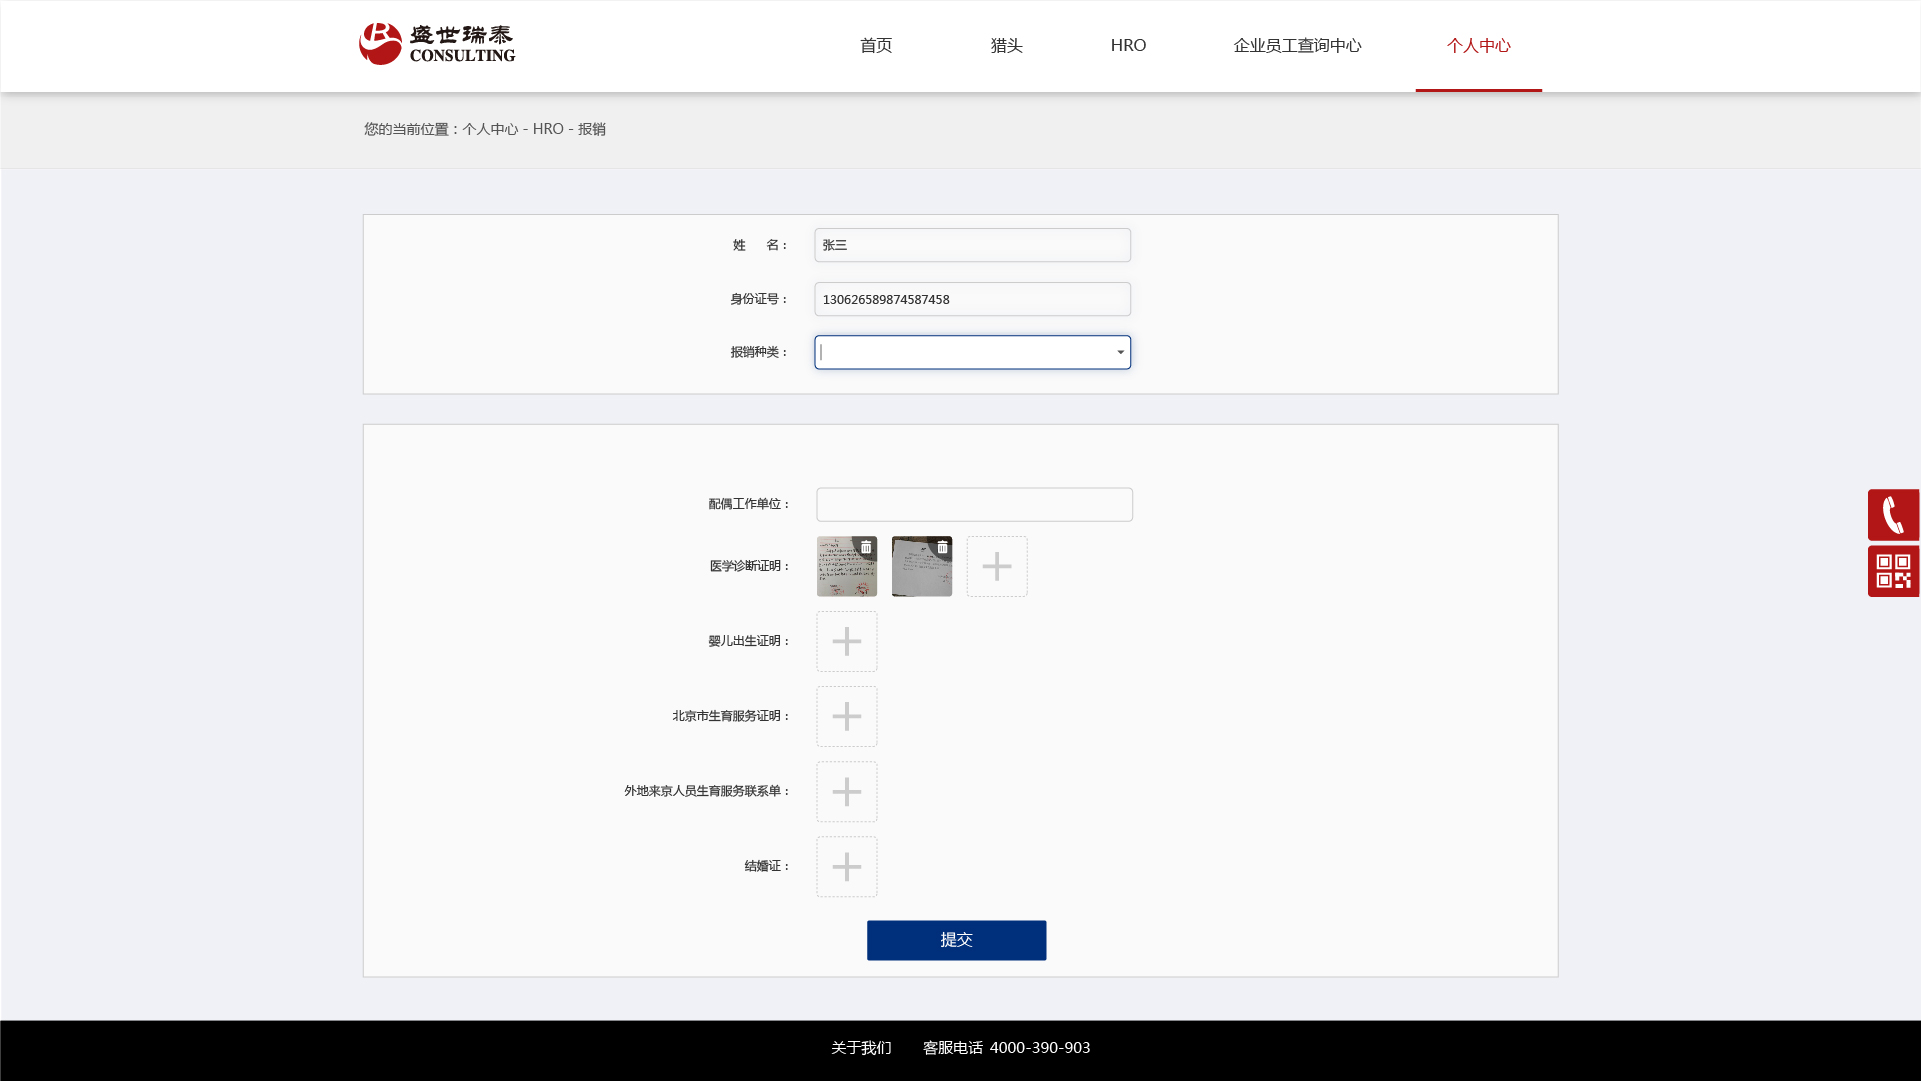 盛世瑞泰
CONSULTING
首页
猎头
HRO
企业员工查询中心
个人中心
您的当前位置：个人中心 - HRO - 报销
姓 名：
张三
身份证号：
130626589874587458
报销种类：
配偶工作单位：
医学诊断证明：
婴儿出生证明：
北京市生育服务证明：
外地来京人员生育服务联系单：
结婚证：
提交
关于我们 客服电话 4000-390-903